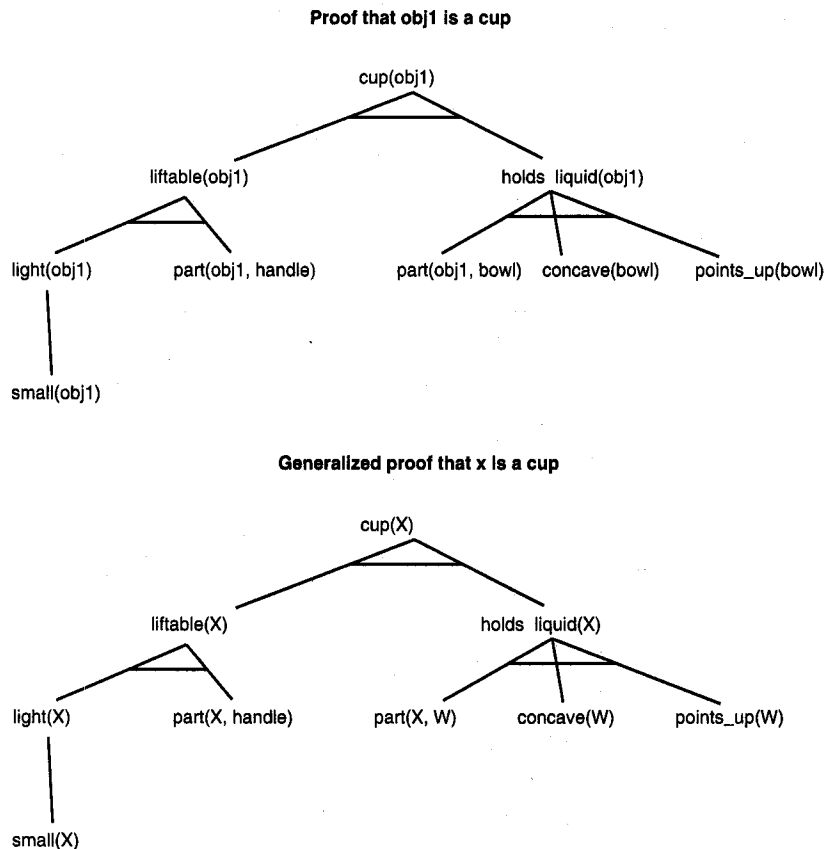 Proof that obj1 is a cup
cup(obj1)
liftable(obj1) holds liquid(obj1)
light(obj1) part(obj1, handle) part(obj1, bowl) concave(bowl) points_up(bowl)
small(obj1)
Generalized proof that x is a cup
cup(X)
liftable(X) holds liquid(X)
light(X) part(X, handle) part(X, W) concave(W) points_up(W)
small(X)